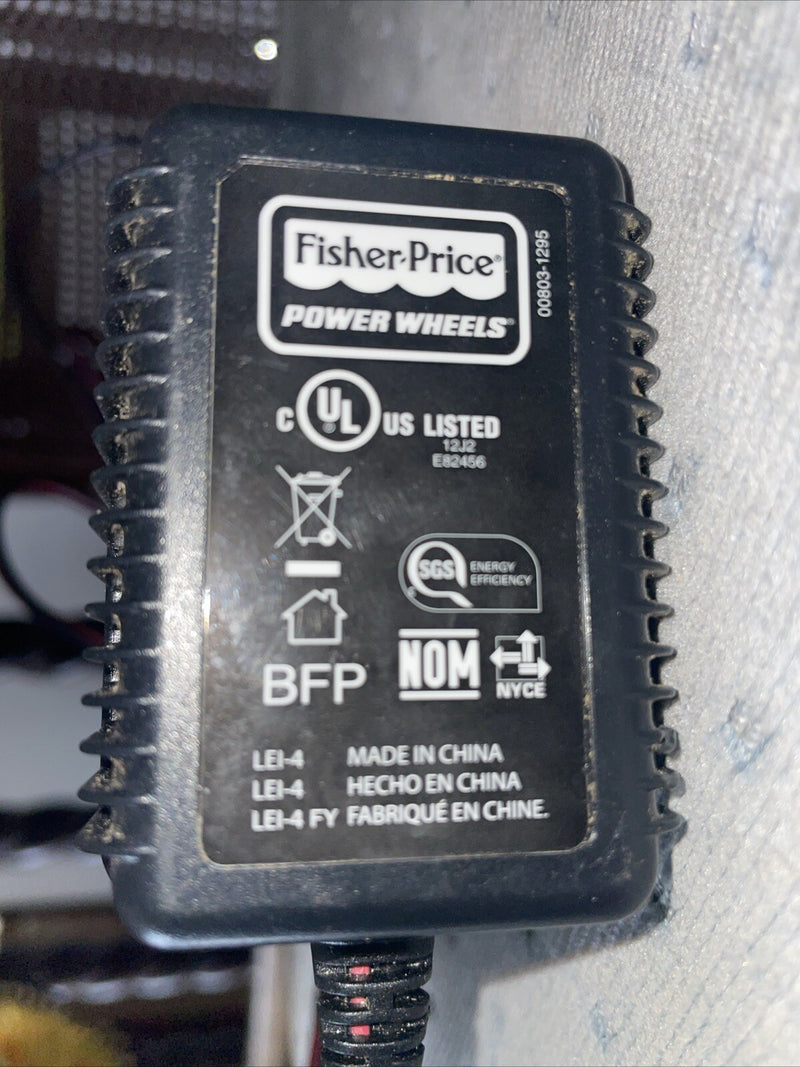 Fisher-Price®
POWER WHEELS®
00803-1295
C UL® US LISTED
12J2
E82456
SGS ENERGY
EFFICIENCY
®
NOM
NYCE
BFP
LEI-4 MADE IN CHINA
LEI-4 HECHO EN CHINA
LEI-4 FY FABRIQUÉ EN CHINE.